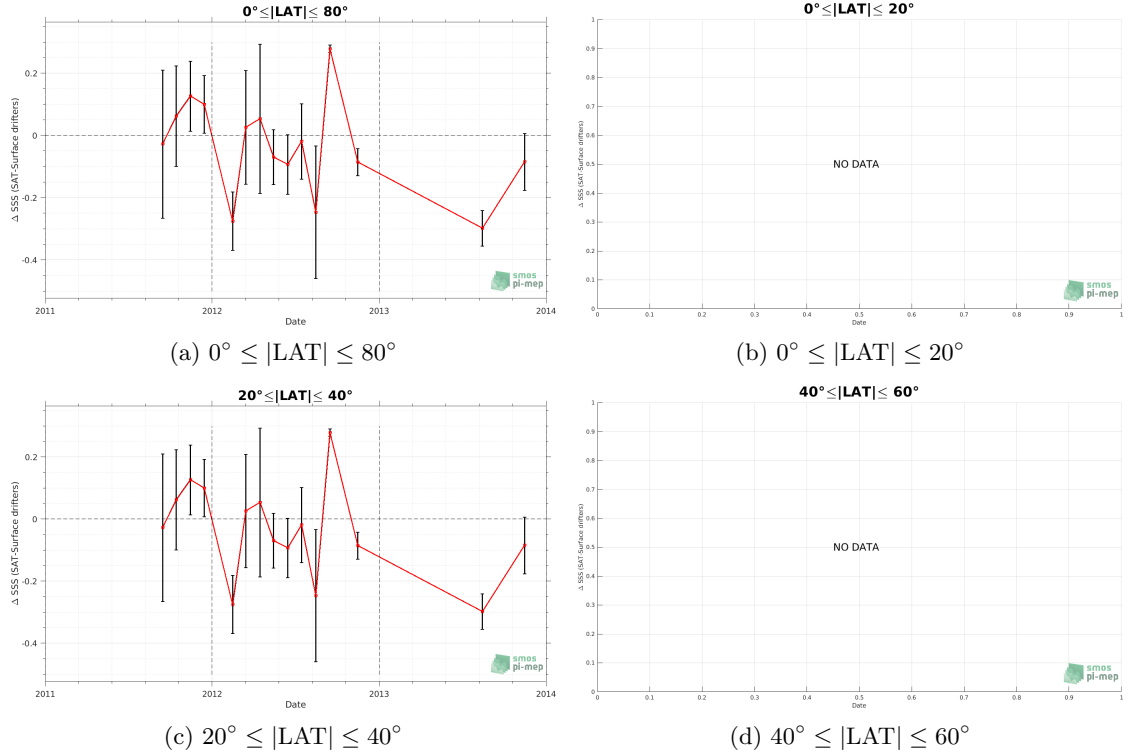 0°≤|LAT|≤ 80°
Δ SSS (SAT-Surface drifters)
0.2
0
-0.2
-0.4
2011
2012
2013
2014
Date
smos
pi-mep
(a) 0° ≤ |LAT| ≤ 80°
0°≤|LAT|≤ 20°
Δ SSS (SAT-Surface drifters)
1
0.9
0.8
0.7
0.6
0.5
0.4
0.3
0.2
0.1
0
NO DATA
0
0.1
0.2
0.3
0.4
0.5
0.6
0.7
0.8
0.9
1
Date
smos
pi-mep
(b) 0° ≤ |LAT| ≤ 20°
20°≤|LAT|≤ 40°
Δ SSS (SAT-Surface drifters)
0.2
0
-0.2
-0.4
2011
2012
2013
2014
Date
smos
pi-mep
(c) 20° ≤ |LAT| ≤ 40°
40°≤|LAT|≤ 60°
Δ SSS (SAT-Surface drifters)
1
0.9
0.8
0.7
0.6
0.5
0.4
0.3
0.2
0.1
0
NO DATA
0
0.1
0.2
0.3
0.4
0.5
0.6
0.7
0.8
0.9
1
Date
smos
pi-mep
(d) 40° ≤ |LAT| ≤ 60°